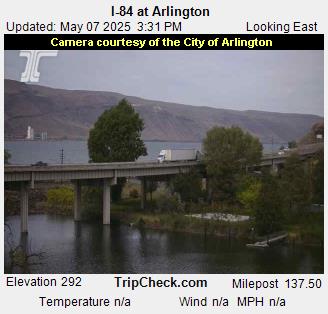 I-84 at Arlington
Updated: May 07 2025 3:31 PM Looking East
Camera courtesy of the City of Arlington
Elevation 292 TripCheck.com Milepost 137.50
Temperature n/a Wind n/a MPH n/a